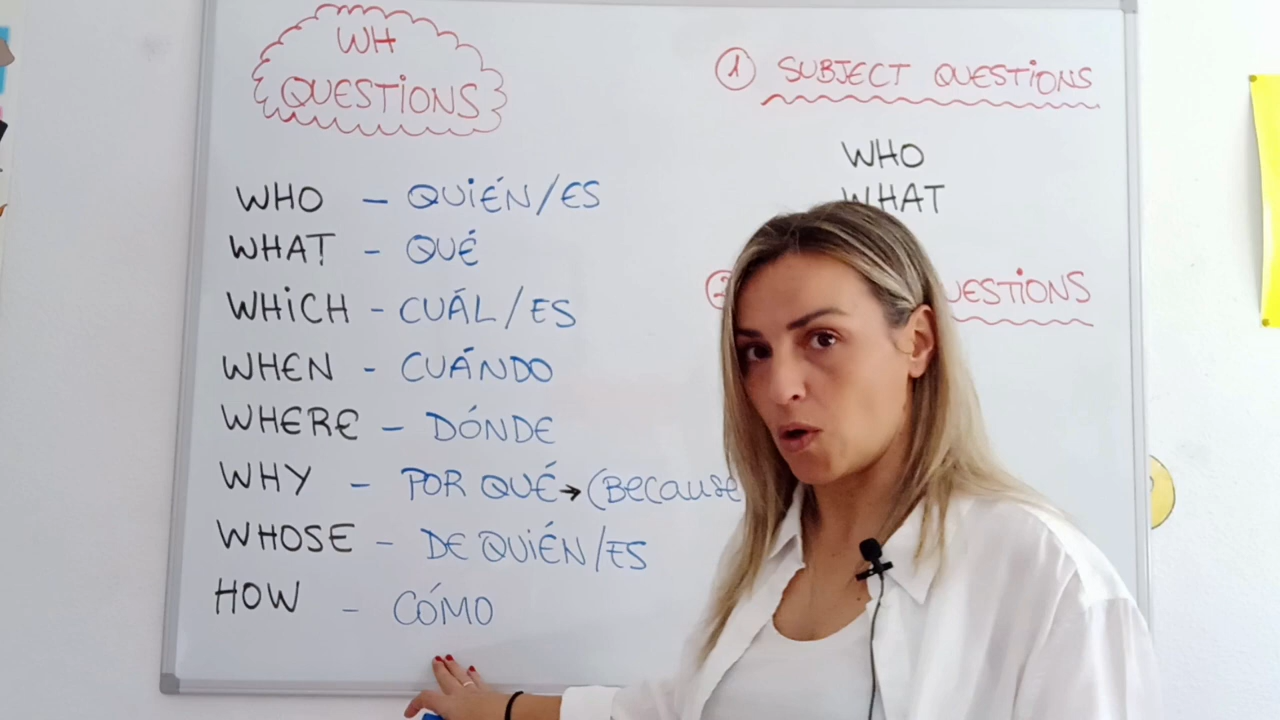 WH
QUESTIONS
WHO – QUIÉN/ES
WHAT – QUÉ
WHICH – CUÁL/ES
WHEN – CUÁNDO
WHERE – DÓNDE
WHY – POR QUÉ → (Because
WHOSE – DE QUIÉN/ES
HOW – CÓMO
1 SUBJECT QUESTIONS
WHO
WHAT
2